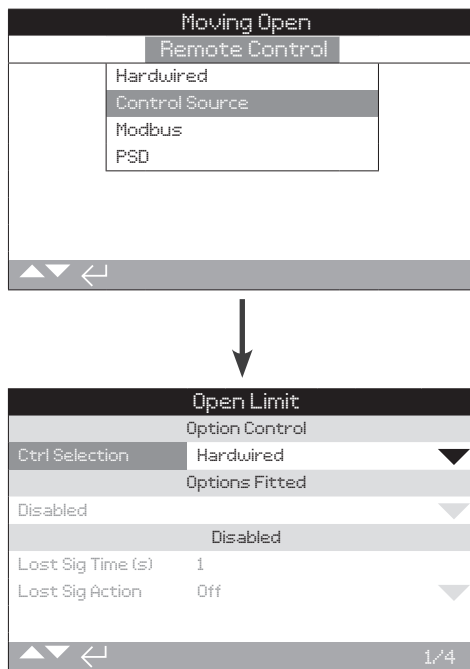 Moving Open
Remote Control
Hardwired
Control Source
Modbus
PSD
Open Limit
Option Control
Ctrl Selection Hardwired
Options Fitted
Disabled
Disabled
Lost Sig Time (s) 1
Lost Sig Action Off
1/4